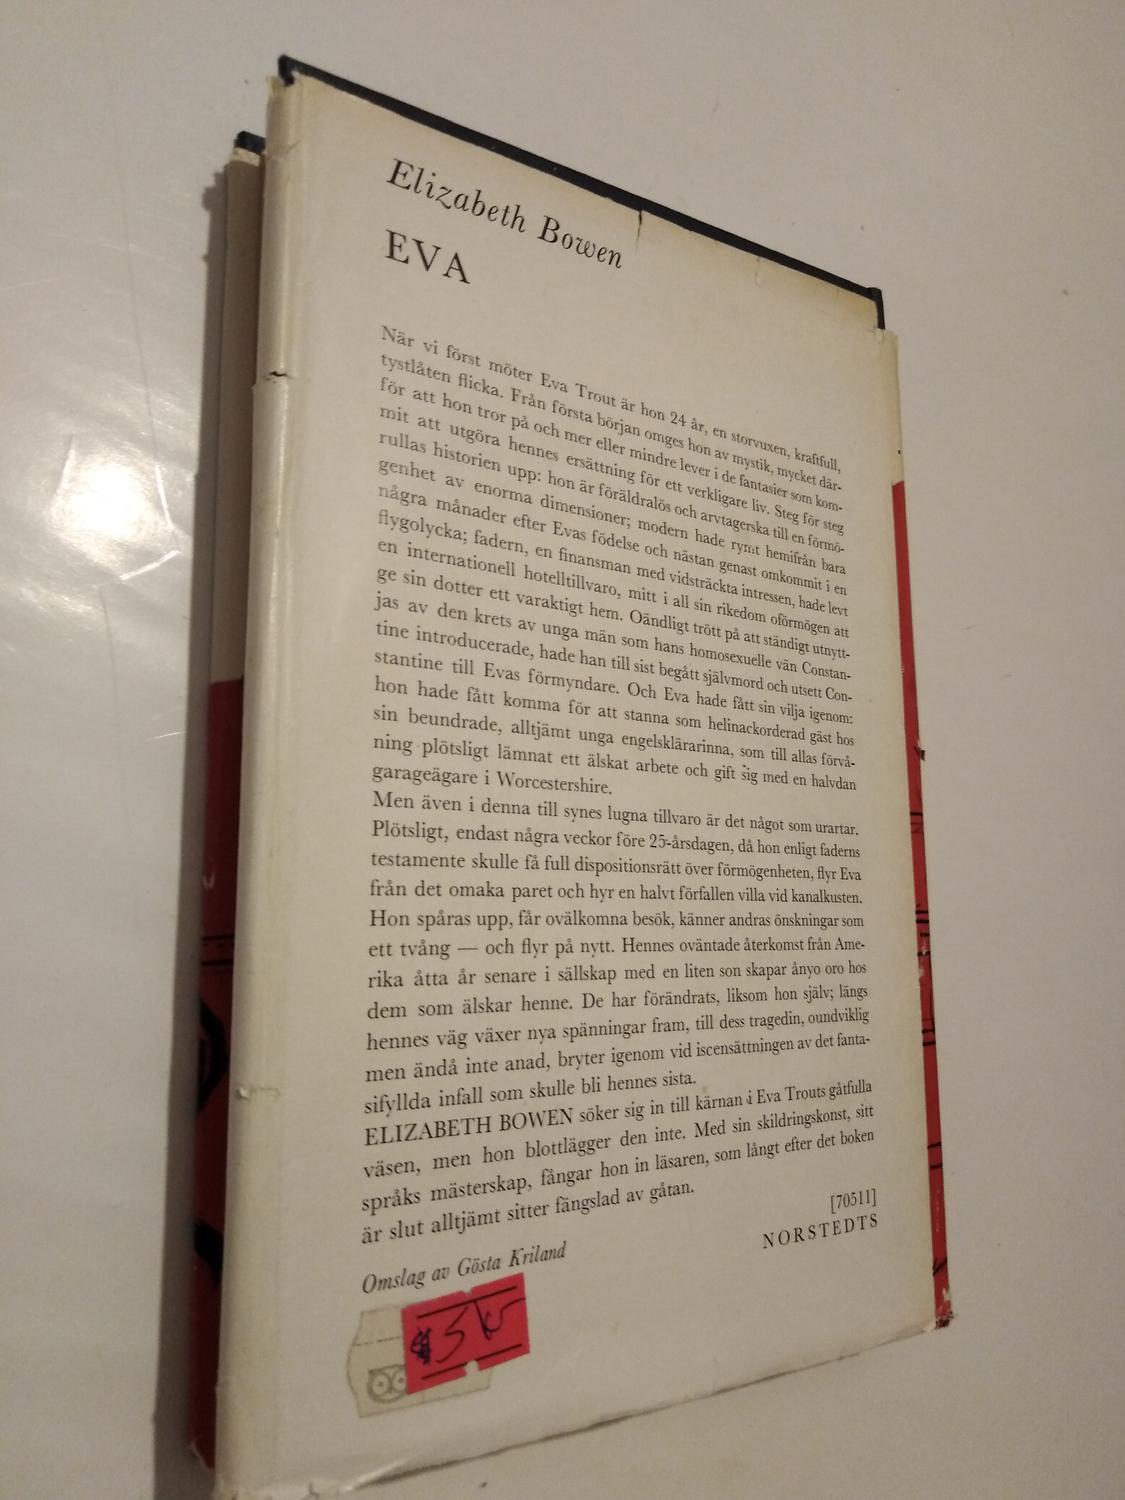 Elizabeth Bowen
EVA
När vi först möter Eva Trout är hon 24 år, en storvuxen, kraftfull,
tystlåten flicka. Från första början omges hon av mystik, mycket där-
för att hon tror på och mer eller mindre lever i de fantasier som kom-
mit att utgöra hennes ersättning för ett verkligare liv. Steg för steg
rullas historien upp: hon är föräldralös och arvtagerska till en förmö-
genhet av enorma dimensioner; modern hade rymt hemifrån bara
några månader efter Evas födelse och nästan genast omkommit i en
flygolycka; fadern, en finansman med vidsträckta intressen, hade levt
en internationell hotelltillvaro, mitt i all sin rikedom oförmögen att
ge sin dotter ett varaktigt hem. Oändligt trött på att ständigt utnytt-
jas av den krets av unga män som hans homosexuelle vän Constan-
tine introducerade, hade han till sist begått självmord och utsett Con-
stantine till Evas förmyndare. Och Eva hade fått sin vilja igenom:
hon hade fått komma för att stanna som helinackorderad gäst hos
sin beundrade, alltjämt unga engelsklärarinna, som till allas förvå-
ning plötsligt lämnat ett älskat arbete och gift sig med en halvdan
garageägare i Worcestershire.
Men även i denna till synes lugna tillvaro är det något som urartar.
Plötsligt, endast några veckor före 25-årsdagen, då hon enligt faderns
testamente skulle få full dispositionsrätt över förmögenheten, flyr Eva
från det omaka paret och hyr en halvt förfallen villa vid kanalkusten.
Hon spåras upp, får ovälkomna besök, känner andras önskningar som
ett tvång — och flyr på nytt. Hennes oväntade återkomst från Ame-
rika åtta år senare i sällskap med en liten son skapar ånyo oro hos
dem som älskar henne. De har förändrats, liksom hon själv; längs
hennes väg växer nya spänningar fram, till dess tragedin, oundviklig
men ändå inte anad, bryter igenom vid iscensättningen av det fanta-
sifyllda infall som skulle bli hennes sista.
ELIZABETH BOWEN söker sig in till kärnan i Eva Trouts gåtfulla
väsen, men hon blottlägger den inte. Med sin skildringskonst, sitt
språks mästerskap, fångar hon in läsaren, som långt efter det boken
är slut alltjämt sitter fängslad av gåtan.
[70511]
Omslag av Gösta Kriland
NORSTEDTS
5 kr